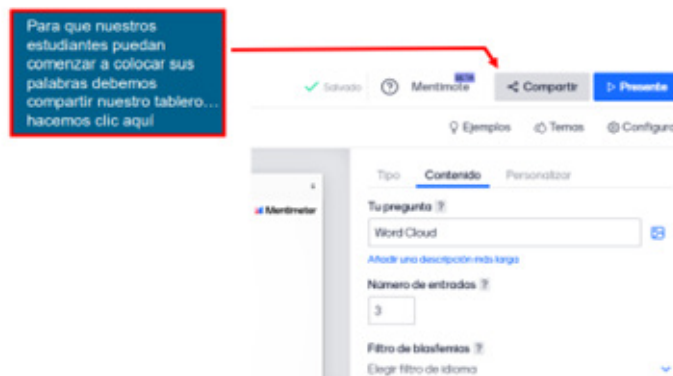 Para que nuestros
estudiantes puedan
comenzar a colocar sus
palabras debemos
compartir nuestro tablero...
hacemos clic aquí
Salvado
Mentimote
BETA
Compartir
Presente
Ejemplos
Temas
Configura
Tipo
Contenido
Personalizar
Mentimeter
Tu pregunta ?
Word Cloud
Añadir una descripción más larga
Número de entradas ?
3
Filtro de blasfemias ?
Elegir filtro de idioma